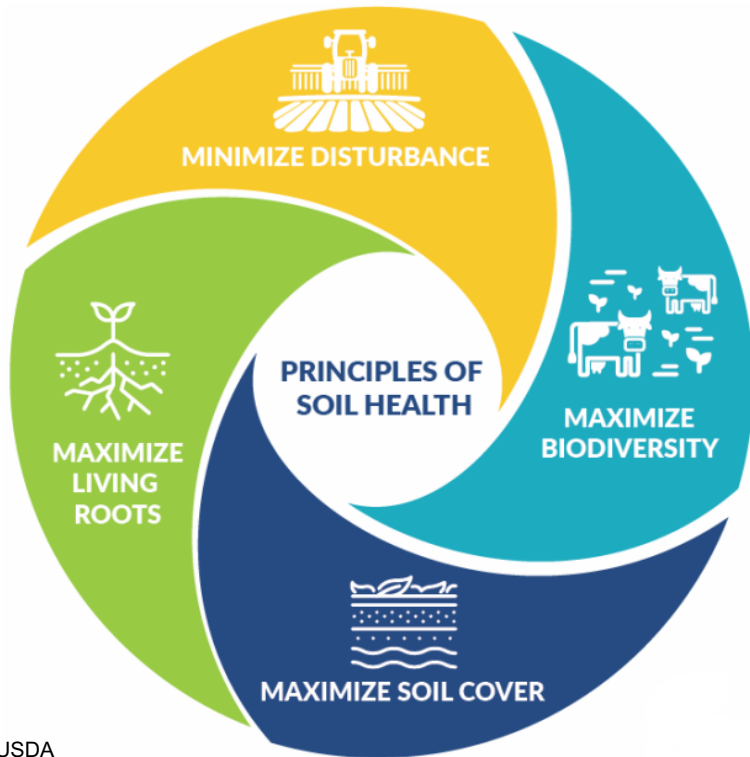 MINIMIZE DISTURBANCE
MAXIMIZE
BIODIVERSITY
PRINCIPLES OF
SOIL HEALTH
MAXIMIZE
LIVING
ROOTS
MAXIMIZE SOIL COVER
USDA